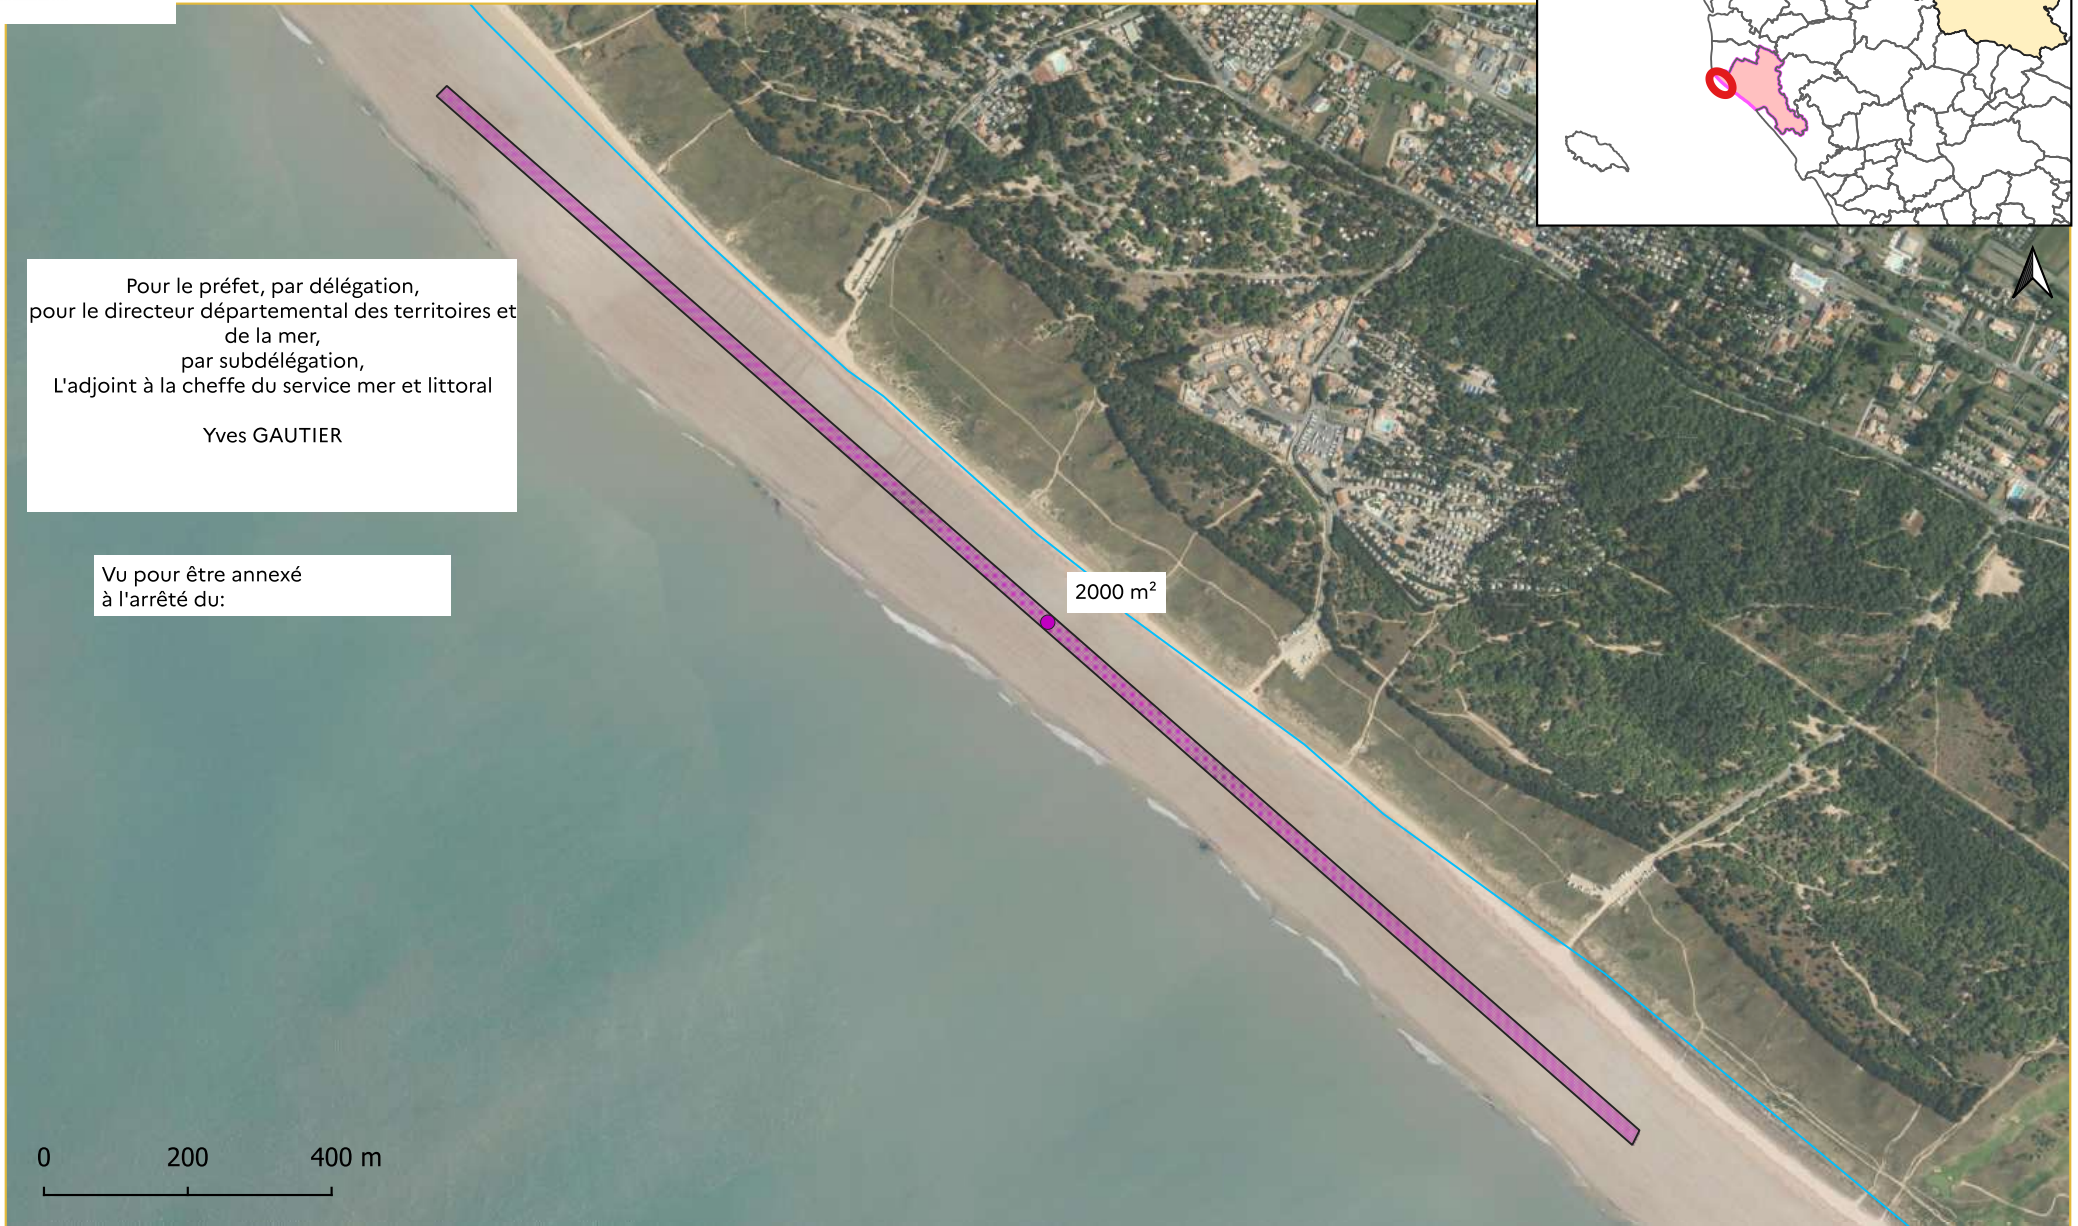 Pour le préfet, par délégation,
pour le directeur départemental des territoires et
de la mer,
par subdélégation,
L'adjoint à la cheffe du service mer et littoral
Yves GAUTIER
Vu pour être annexé
à l'arrêté du:
2000 m²
0 200 400 m